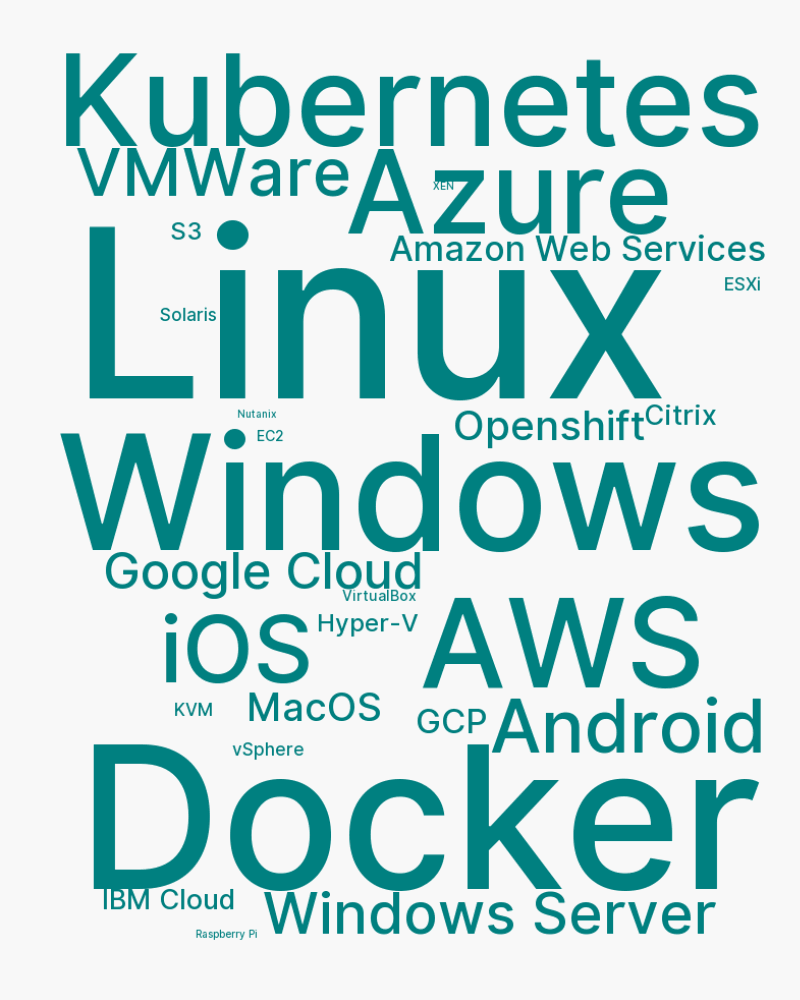 Kubernetes
VMWare
Azure
XEN
S3
Amazon Web Services
Linux
ESXi
Solaris
Nutanix
Openshift
Citrix
EC2
Windows
Google Cloud
VirtualBox
iOS
Hyper-V
AWS
KVM
MacOS
GCP
Android
vSphere
Docker
IBM Cloud
Windows Server
Raspberry Pi